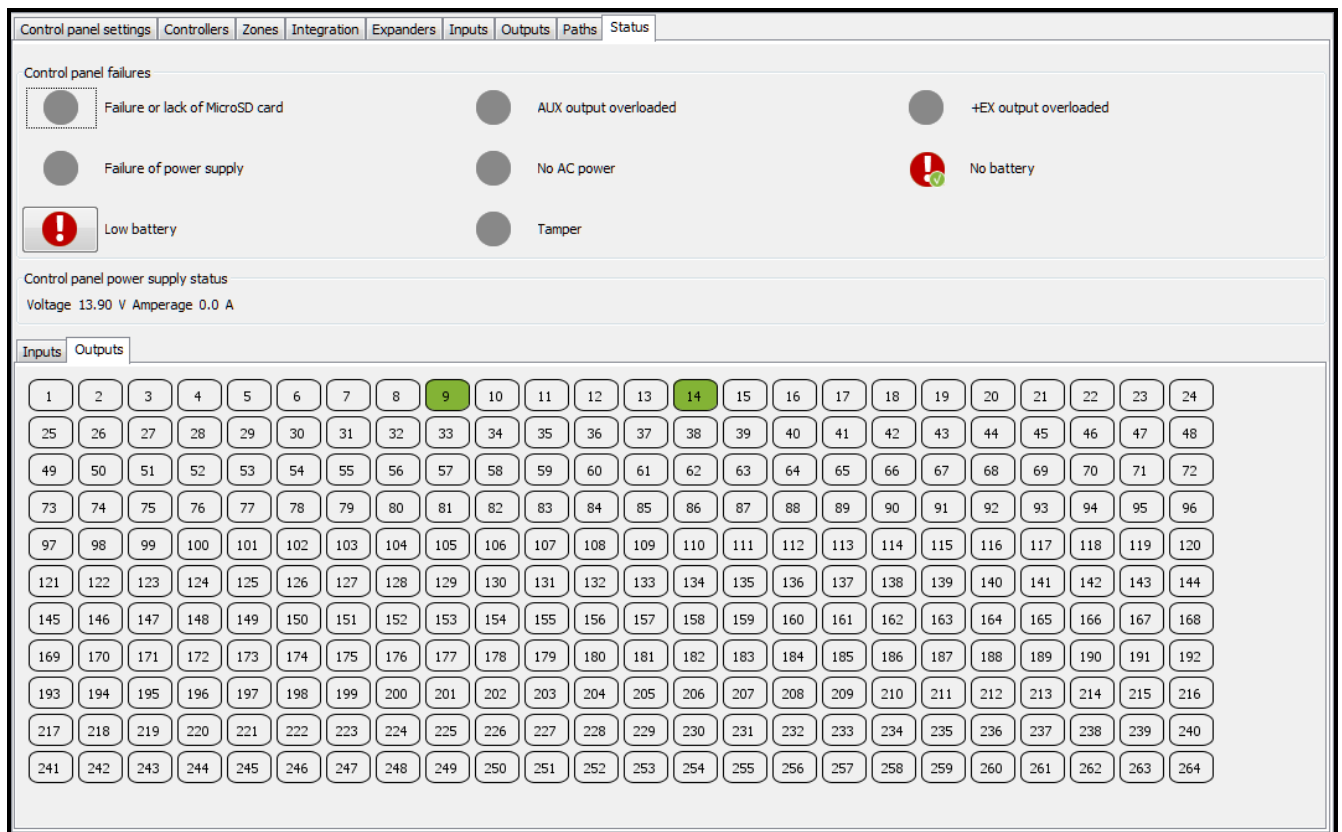 Control panel settings Controllers Zones Integration Expanders Inputs Outputs Paths Status
Control panel failures
Failure or lack of MicroSD card AUX output overloaded +EX output overloaded
Failure of power supply No AC power No battery
Low battery Tamper
Control panel power supply status
Voltage 13.90 V Amperage 0.0 A
Inputs Outputs
1 2 3 4 5 6 7 8 9 10 11 12 13 14 15 16 17 18 19 20 21 22 23 24
25 26 27 28 29 30 31 32 33 34 35 36 37 38 39 40 41 42 43 44 45 46 47 48
49 50 51 52 53 54 55 56 57 58 59 60 61 62 63 64 65 66 67 68 69 70 71 72
73 74 75 76 77 78 79 80 81 82 83 84 85 86 87 88 89 90 91 92 93 94 95 96
97 98 99 100 101 102 103 104 105 106 107 108 109 110 111 112 113 114 115 116 117 118 119 120
121 122 123 124 125 126 127 128 129 130 131 132 133 134 135 136 137 138 139 140 141 142 143 144
145 146 147 148 149 150 151 152 153 154 155 156 157 158 159 160 161 162 163 164 165 166 167 168
169 170 171 172 173 174 175 176 177 178 179 180 181 182 183 184 185 186 187 188 189 190 191 192
193 194 195 196 197 198 199 200 201 202 203 204 205 206 207 208 209 210 211 212 213 214 215 216
217 218 219 220 221 222 223 224 225 226 227 228 229 230 231 232 233 234 235 236 237 238 239 240
241 242 243 244 245 246 247 248 249 250 251 252 253 254 255 256 257 258 259 260 261 262 263 264